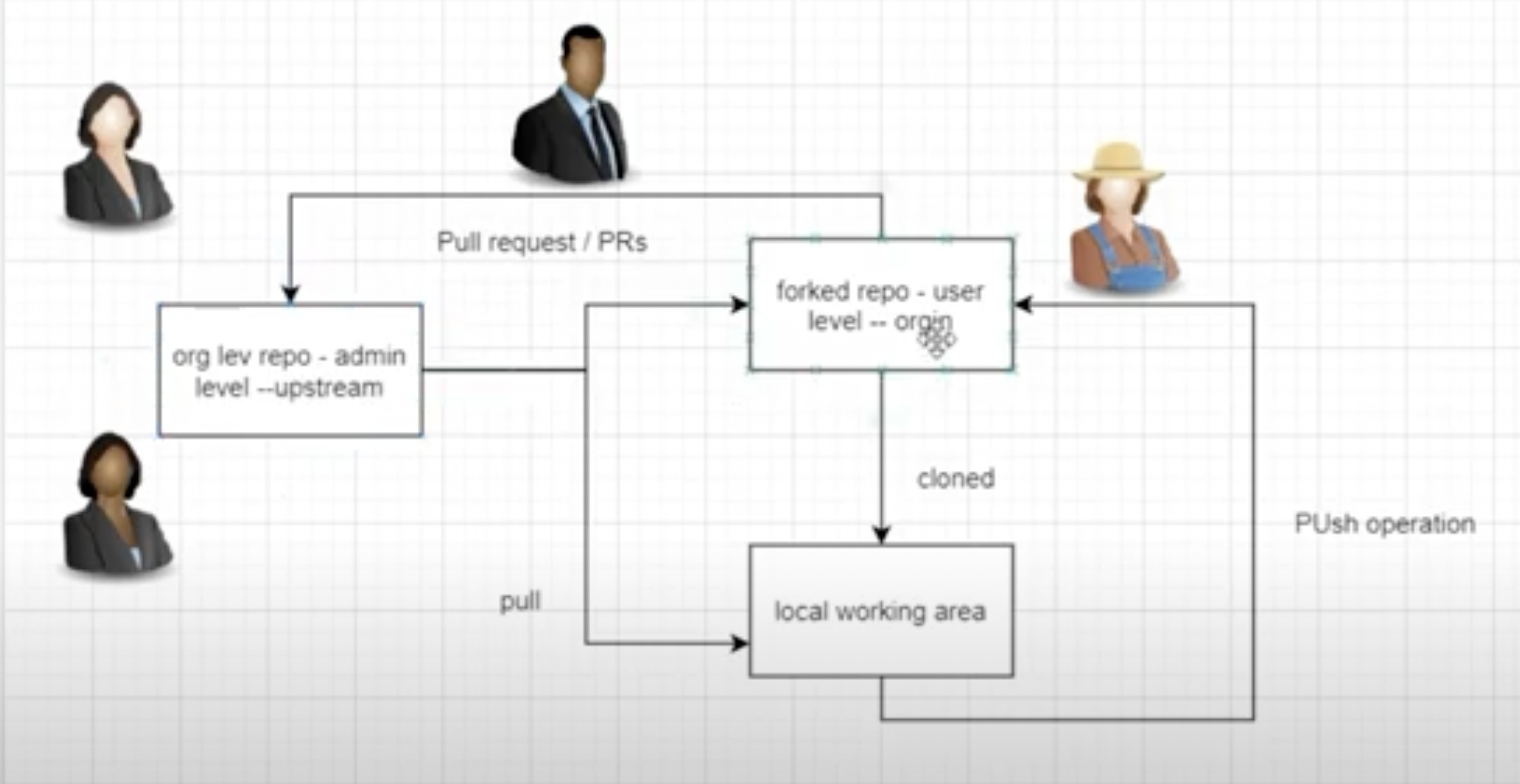 Pull request / PRs
forked repo - user
level -- orgin
org lev repo - admin
level --upstream
cloned
PUsh operation
pull
local working area